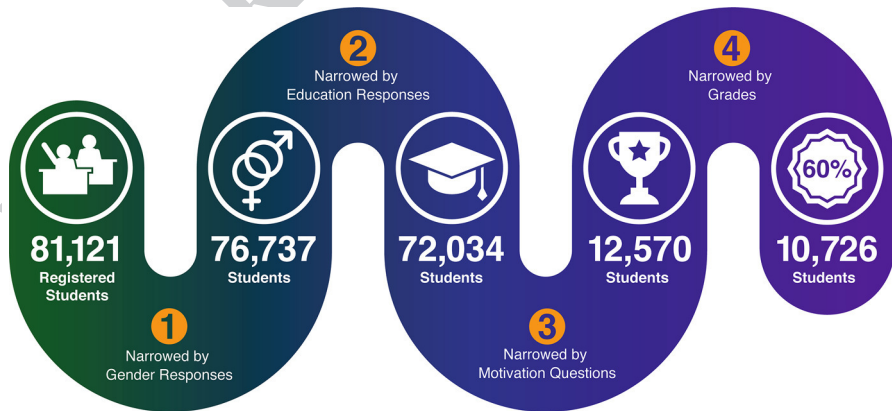 2
Narrowed by
Education Responses
4
Narrowed by
Grades
60%
81,121
Registered
Students
76,737
Students
72,034
Students
12,570
Students
10,726
Students
1
Narrowed by
Gender Responses
3
Narrowed by
Motivation Questions